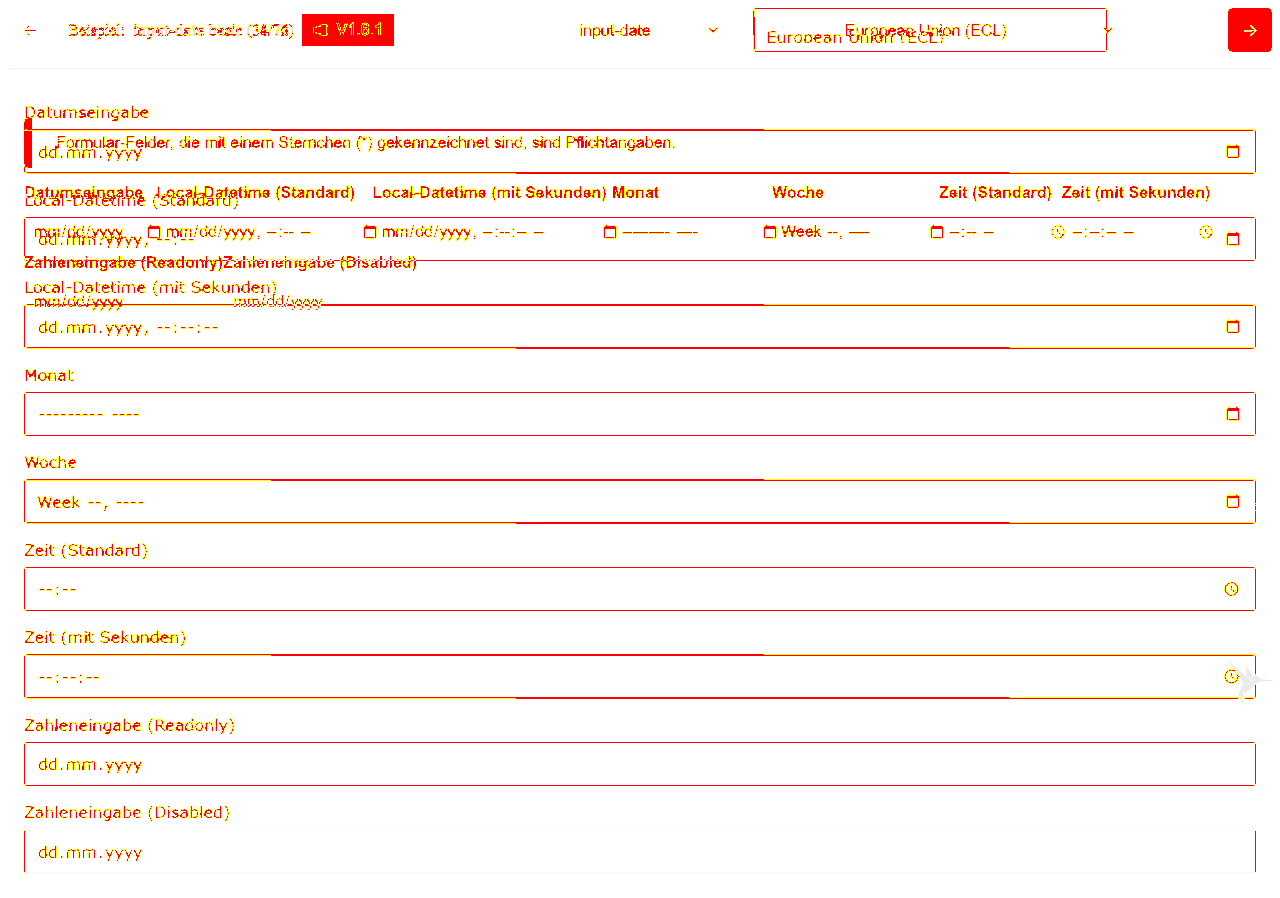 Beispiel: input-date basic (34/76) V1.6.1 input-date European Union (ECL)
European Union (ECL)
Datumseingabe
Formular-Felder, die mit einem Sternchen (*) gekennzeichnet sind, sind Pflichtangaben.
dd.mm.yyyy
Datumseingabe Local-Datetime (Standard) Local-Datetime (mit Sekunden) Monat Woche Zeit (Standard) Zeit (mit Sekunden)
Local-Datetime (Standard)
mm/dd/yyyy mm/dd/yyyy, --:-- -- mm/dd/yyyy, --:--:-- -- --------- ---- Week --, ---- --:-- -- --:--:-- --
dd.mm.yyyy, --:--
Zahleneingabe (Readonly) Zahleneingabe (Disabled)
Local-Datetime (mit Sekunden)
mm/dd/yyyy mm/dd/yyyy
dd.mm.yyyy, --:--:--
Monat
--------- ----
Woche
Week --, ----
Zeit (Standard)
--:--
Zeit (mit Sekunden)
--:--:--
Zahleneingabe (Readonly)
dd.mm.yyyy
Zahleneingabe (Disabled)
dd.mm.yyyy